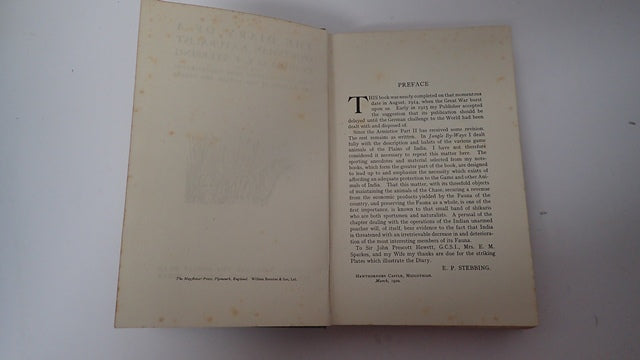 The Mayflower Press, Plymouth, England. William Brendon & Son, Ltd.
PREFACE
THIS book was nearly completed on that momentous
date in August, 1914, when the Great War burst
upon us. Early in 1915 my Publisher accepted
the suggestion that its publication should be
delayed until the German challenge to the World had been
dealt with and disposed of.
Since the Armistice Part II has received some revision.
The rest remains as written. In Jungle By-Ways I dealt
fully with the description and habits of the various game
animals of the Plains of India. I have not therefore
considered it necessary to repeat this matter here. The
sporting anecdotes and material selected from my note-
books, which form the greater part of the book, are designed
to lead up to and emphasize the necessity which exists of
affording an adequate protection to the Game and other Ani-
mals of India. That this matter, with its threefold objects
of maintaining the animals of the Chase, securing a revenue
from the economic products yielded by the Fauna of the
country, and preserving the Fauna as a whole, is one of the
first importance, is known to that small band of shikaris
who are both sportsmen and naturalists. A perusal of the
chapter dealing with the operations of the Indian unarmed
poacher will, of itself, bear evidence to the fact that India
is threatened with an irretrievable decrease in and deteriora-
tion of the most interesting members of its Fauna.
To Sir John Prescott Hewett, G.C.S.I., Mrs. E. M.
Sparkes, and my Wife my thanks are due for the striking
Plates which illustrate the Diary.
E. P. STEBBING.
HAWTHORNDEN CASTLE, MIDLOTHIAN.
March, 1920.